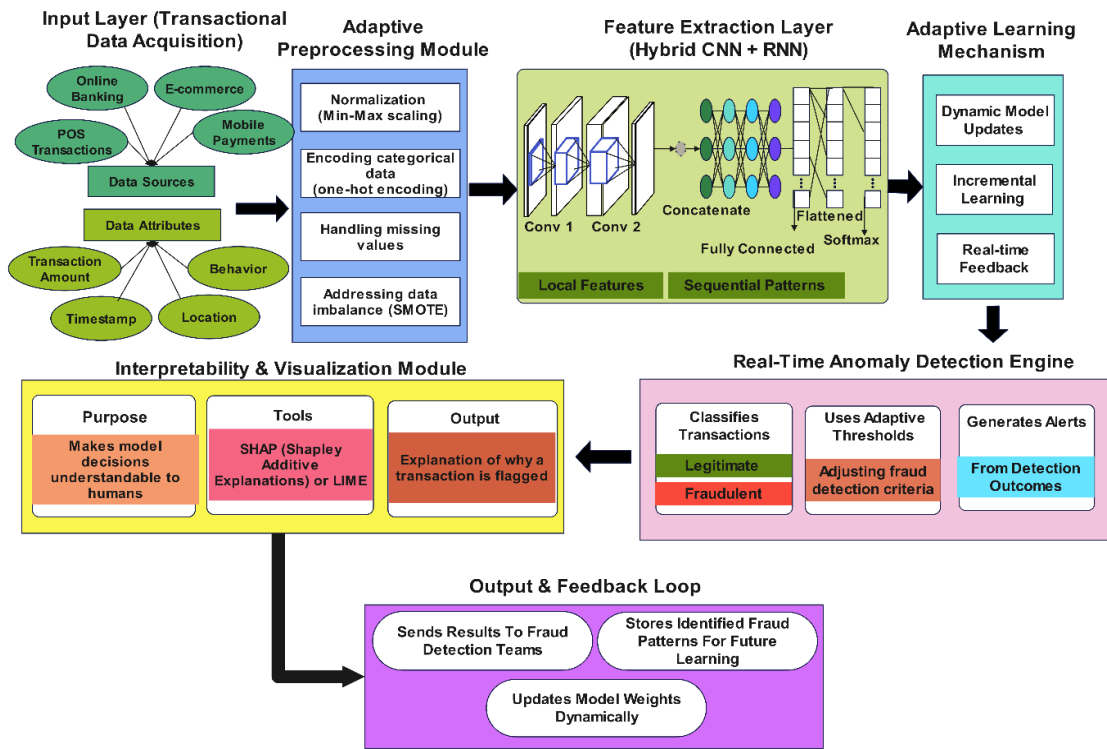 Input Layer (Transactional
Data Acquisition)
Online
Banking
E-commerce
POS
Transactions
Mobile
Payments
Data Sources
Data Attributes
Transaction
Amount
Behavior
Timestamp
Location
Adaptive
Preprocessing Module
Normalization
(Min-Max scaling)
Encoding categorical
data
(one-hot encoding)
Handling missing
values
Addressing data
imbalance (SMOTE)
Feature Extraction Layer
(Hybrid CNN + RNN)
Conv 1
Conv 2
Concatenate
Flattened
Fully Connected
Softmax
Local Features
Sequential Patterns
Adaptive Learning
Mechanism
Dynamic Model
Updates
Incremental
Learning
Real-time
Feedback
Real-Time Anomaly Detection Engine
Classifies
Transactions
Legitimate
Fraudulent
Uses Adaptive
Thresholds
Adjusting fraud
detection criteria
Generates Alerts
From Detection
Outcomes
Interpretability & Visualization Module
Purpose
Makes model
decisions
understandable to
humans
Tools
SHAP (Shapley
Additive
Explanations) or LIME
Output
Explanation of why a
transaction is flagged
Output & Feedback Loop
Sends Results To Fraud
Detection Teams
Stores Identified Fraud
Patterns For Future
Learning
Updates Model Weights
Dynamically